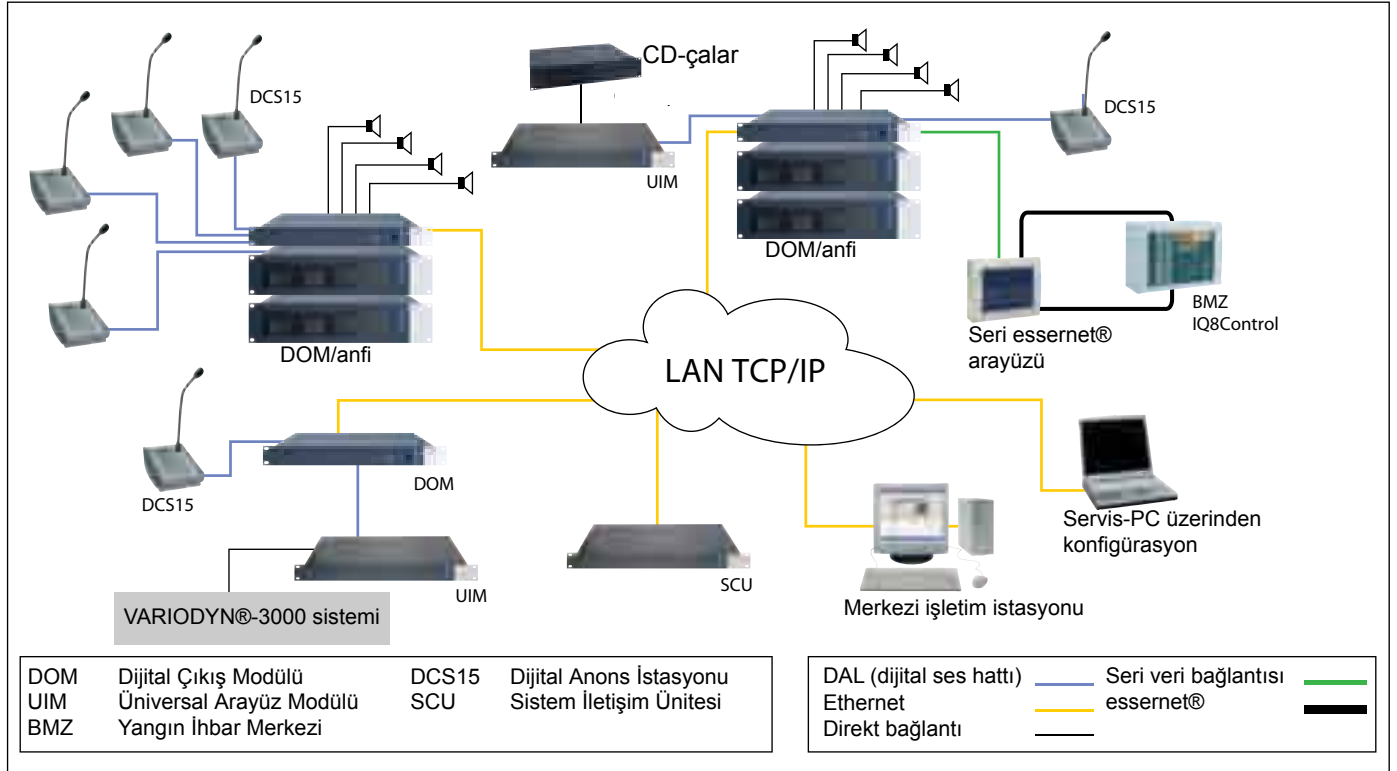 CD-çalar
DCS15
DCS15
UIM
DOM/anfi
DOM/anfi
BMZ
IQ8Control
Seri essernet®
arayüzü
LAN TCP/IP
DCS15
DOM
UIM
SCU
VARIODYN®-3000 sistemi
Servis-PC üzerinden
konfigürasyon
Merkezi işletim istasyonu
DOM Dijital Çıkış Modülü DCS15 Dijital Anons İstasyonu
UIM Üniversal Arayüz Modülü SCU Sistem İletişim Ünitesi
BMZ Yangın İhbar Merkezi
DAL (dijital ses hattı) Seri veri bağlantısı
Ethernet essernet®
Direkt bağlantı